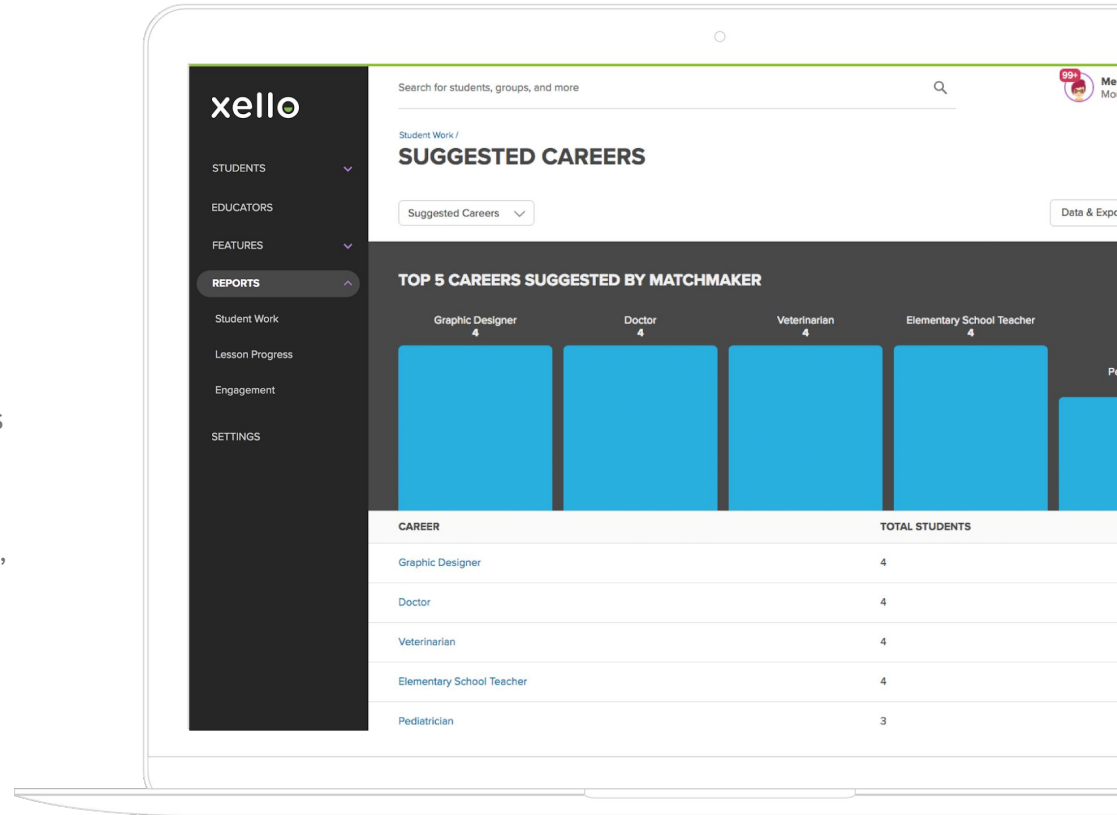 xello
STUDENTS
EDUCATORS
FEATURES
REPORTS
Student Work
Lesson Progress
Engagement
SETTINGS
Search for students, groups, and more
99+
Student Work /
SUGGESTED CAREERS
Suggested Careers
Data &
TOP 5 CAREERS SUGGESTED BY MATCHMAKER
Graphic Designer
4
Doctor
4
Veterinarian
4
Elementary School Teacher
4
CAREER TOTAL STUDENTS
Graphic Designer 4
Doctor 4
Veterinarian 4
Elementary School Teacher 4
Pediatrician 3